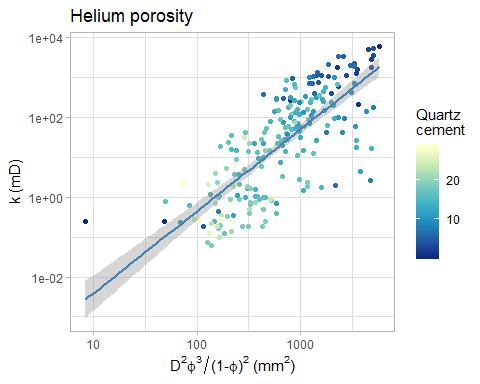 Helium porosity
1e+04
1e+02
1e+00
1e-02
k (mD)
10
100
1000
D²ϕ³/(1-ϕ)² (mm²)
Quartz
cement
20
10